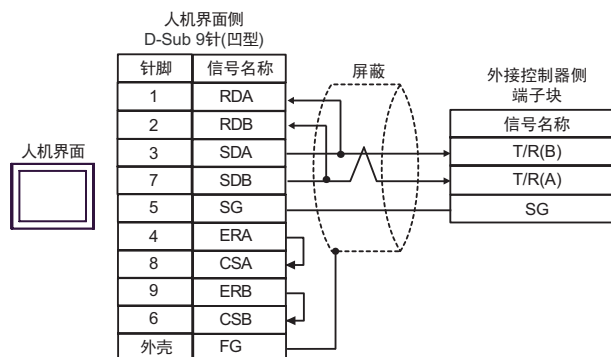 人机界面侧
D-Sub 9针(凹型)
针脚 信号名称
1 RDA
2 RDB
3 SDA
7 SDB
5 SG
4 ERA
8 CSA
9 ERB
6 CSB
外壳 FG
人机界面
屏蔽
外接控制器侧
端子块
信号名称
T/R(B)
T/R(A)
SG